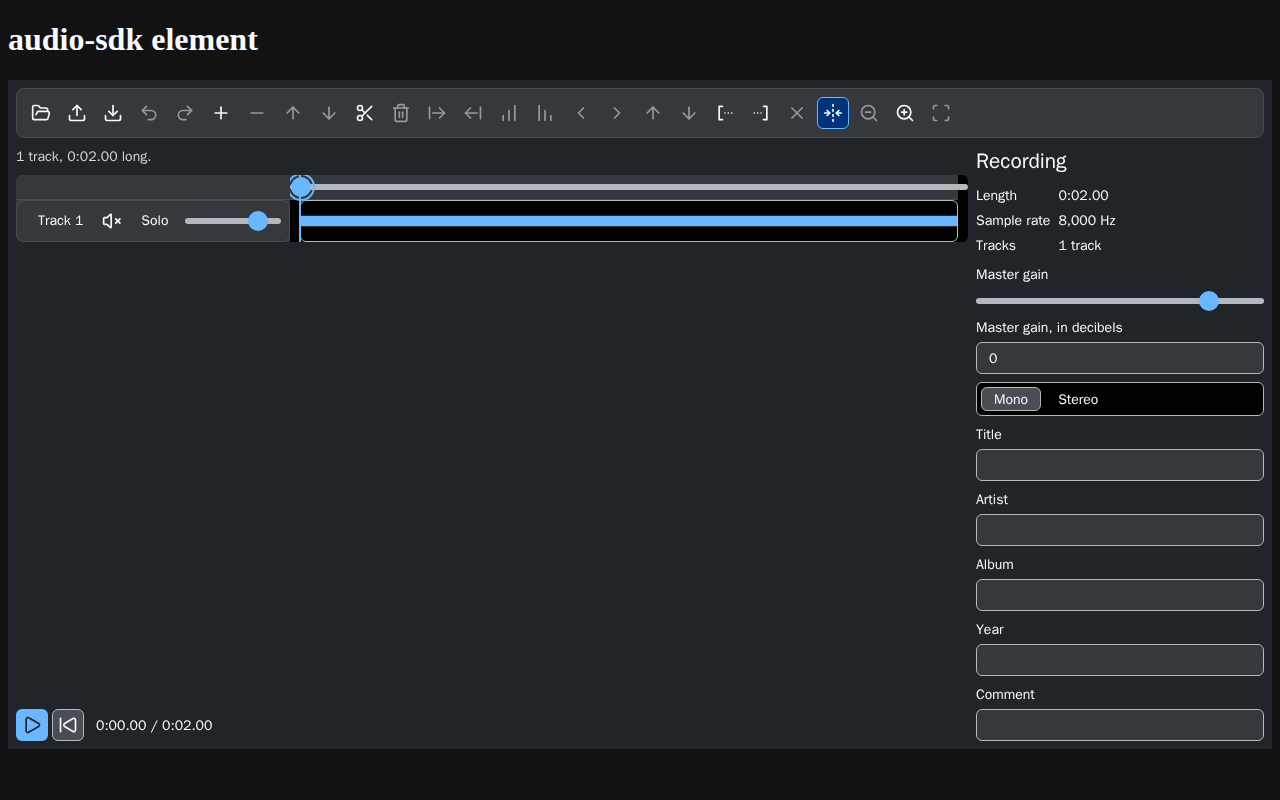 audio-sdk element
1 track, 0:02.00 long.
Track 1 Solo
0:00.00 / 0:02.00
Recording
Length 0:02.00
Sample rate 8,000 Hz
Tracks 1 track
Master gain
Master gain, in decibels
0
Mono Stereo
Title
Artist
Album
Year
Comment